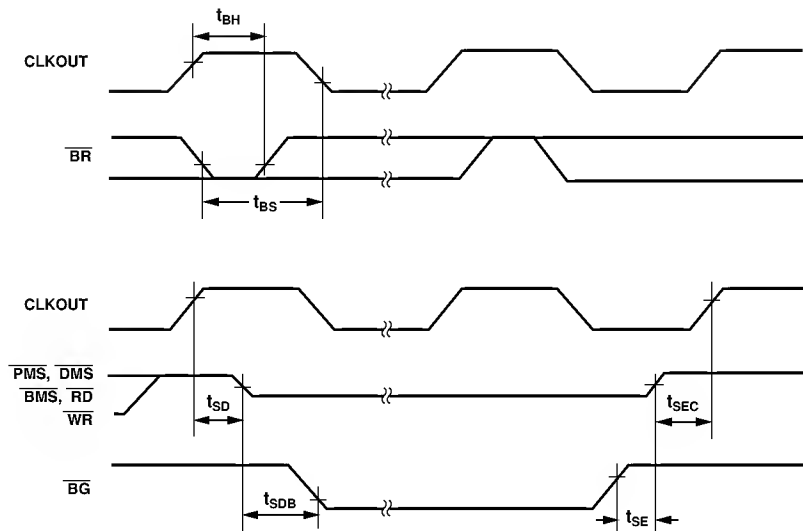 tBH
CLKOUT
BR
tBS
CLKOUT
PMS, DMS
BMS, RD
WR
tSD
tSEC
BG
tSDB
tSE